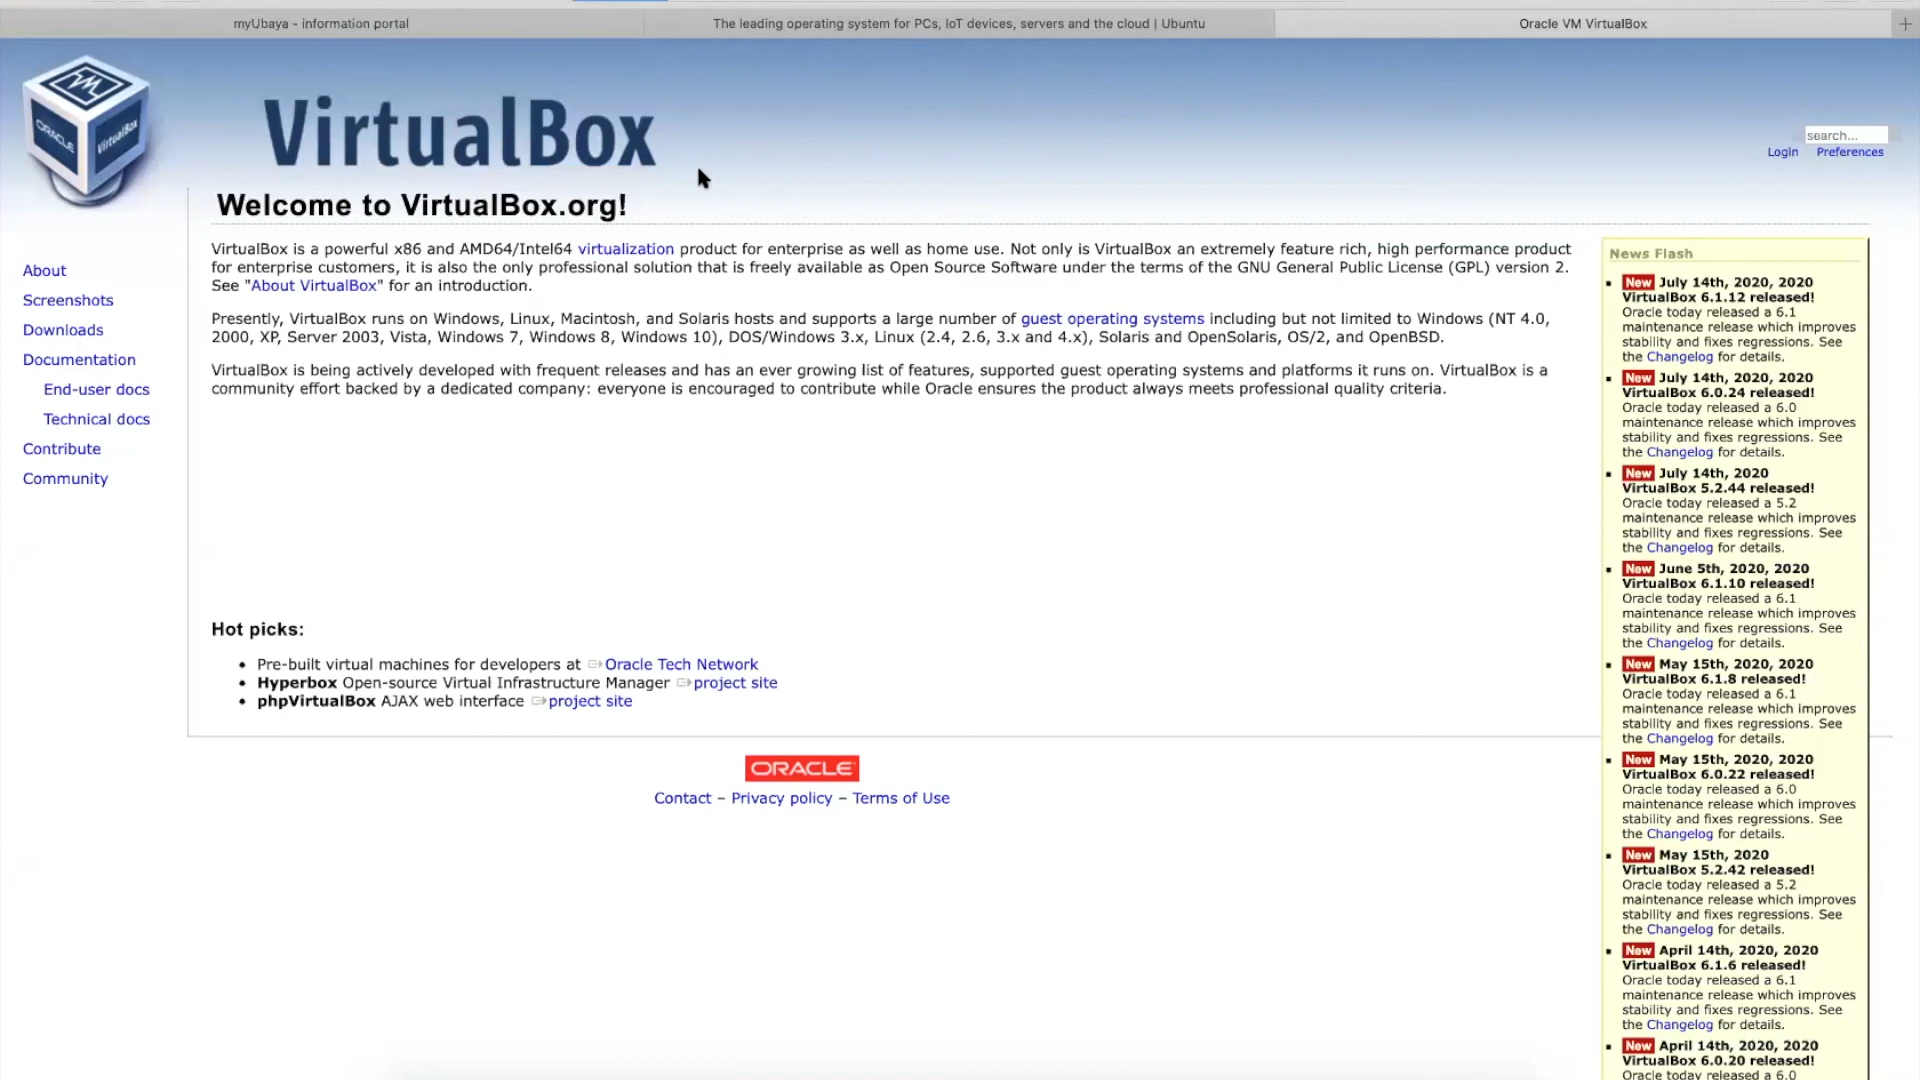 myUbaya - information portal
The leading operating system for PCs, IoT devices, servers and the cloud | Ubuntu
Oracle VM VirtualBox
ORACLE
VirtualBox
VirtualBox
search...
Login
Preferences
Welcome to VirtualBox.org!
About
Screenshots
Downloads
Documentation
End-user docs
Technical docs
Contribute
Community
VirtualBox is a powerful x86 and AMD64/Intel64 virtualization product for enterprise as well as home use. Not only is VirtualBox an extremely feature rich, high performance product
for enterprise customers, it is also the only professional solution that is freely available as Open Source Software under the terms of the GNU General Public License (GPL) version 2.
See "About VirtualBox" for an introduction.
Presently, VirtualBox runs on Windows, Linux, Macintosh, and Solaris hosts and supports a large number of guest operating systems including but not limited to Windows (NT 4.0,
2000, XP, Server 2003, Vista, Windows 7, Windows 8, Windows 10), DOS/Windows 3.x, Linux (2.4, 2.6, 3.x and 4.x), Solaris and OpenSolaris, OS/2, and OpenBSD.
VirtualBox is being actively developed with frequent releases and has an ever growing list of features, supported guest operating systems and platforms it runs on. VirtualBox is a
community effort backed by a dedicated company: everyone is encouraged to contribute while Oracle ensures the product always meets professional quality criteria.
Hot picks:
Pre-built virtual machines for developers at Oracle Tech Network
Hyperbox Open-source Virtual Infrastructure Manager project site
phpVirtualBox AJAX web interface project site
ORACLE
Contact – Privacy policy – Terms of Use
News Flash
New July 14th, 2020, 2020
VirtualBox 6.1.12 released!
Oracle today released a 6.1
maintenance release which improves
stability and fixes regressions. See
the Changelog for details.
New July 14th, 2020, 2020
VirtualBox 6.0.24 released!
Oracle today released a 6.0
maintenance release which improves
stability and fixes regressions. See
the Changelog for details.
New July 14th, 2020
VirtualBox 5.2.44 released!
Oracle today released a 5.2
maintenance release which improves
stability and fixes regressions. See
the Changelog for details.
New June 5th, 2020, 2020
VirtualBox 6.1.10 released!
Oracle today released a 6.1
maintenance release which improves
stability and fixes regressions. See
the Changelog for details.
New May 15th, 2020, 2020
VirtualBox 6.1.8 released!
Oracle today released a 6.1
maintenance release which improves
stability and fixes regressions. See
the Changelog for details.
New May 15th, 2020, 2020
VirtualBox 6.0.22 released!
Oracle today released a 6.0
maintenance release which improves
stability and fixes regressions. See
the Changelog for details.
New May 15th, 2020
VirtualBox 5.2.42 released!
Oracle today released a 5.2
maintenance release which improves
stability and fixes regressions. See
the Changelog for details.
New April 14th, 2020, 2020
VirtualBox 6.1.6 released!
Oracle today released a 6.1
maintenance release which improves
stability and fixes regressions. See
the Changelog for details.
New April 14th, 2020, 2020
VirtualBox 6.0.20 released!
Oracle today released a 6.0